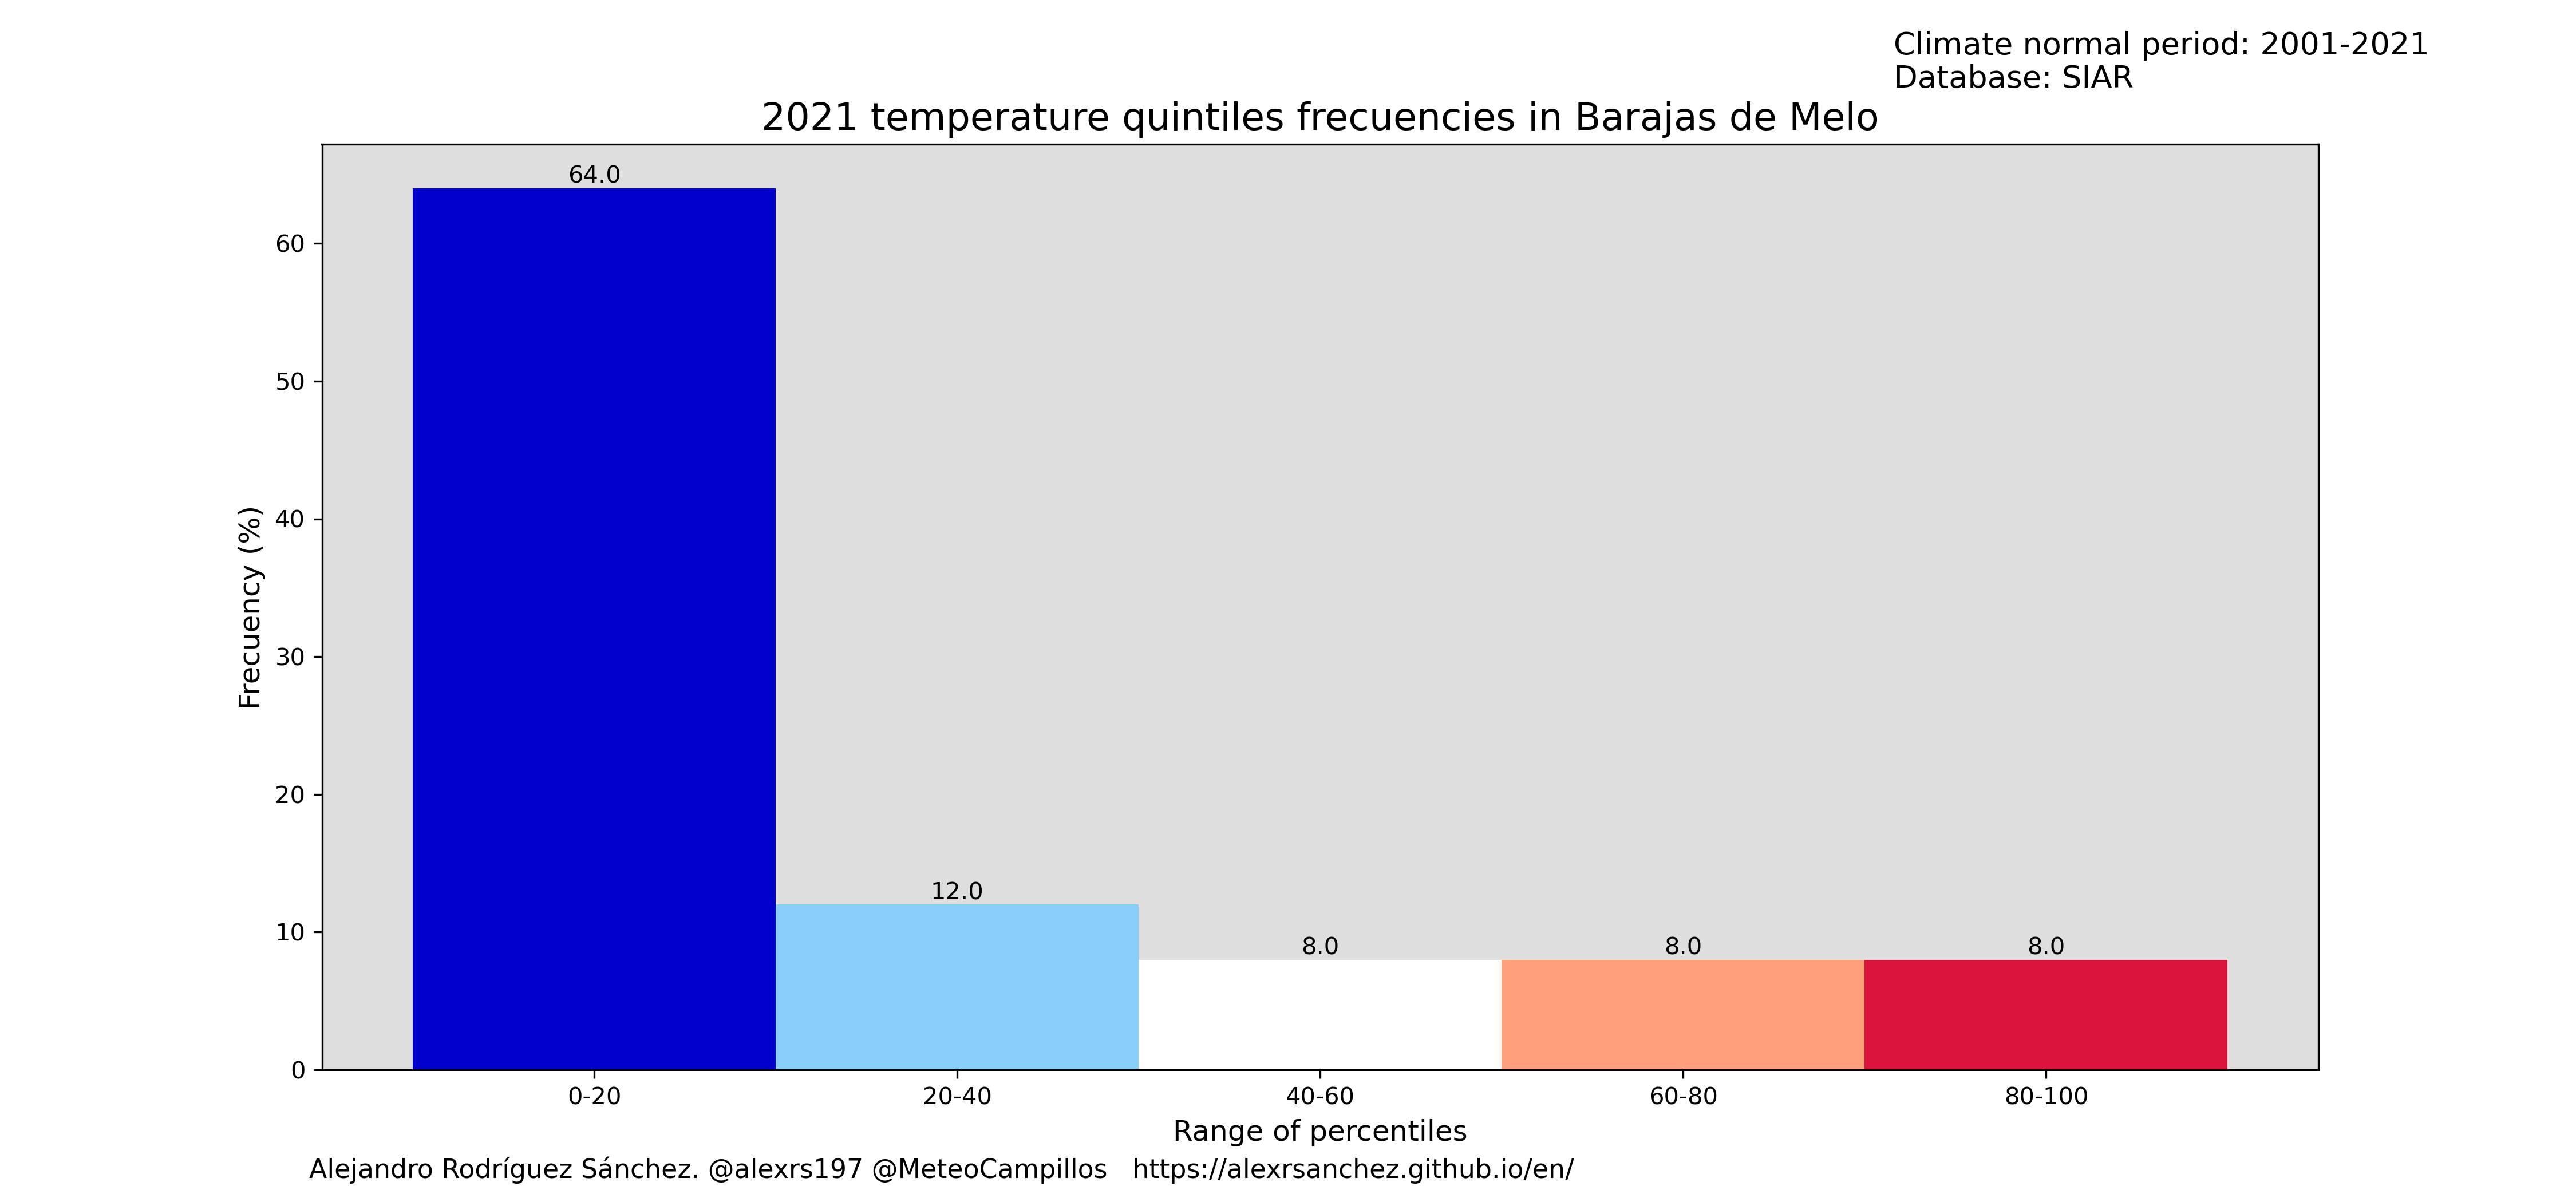 Climate normal period: 2001-2021
Database: SIAR
2021 temperature quintiles frecuencies in Barajas de Melo
64.0
60
50
40
30
20
10
0
Frecuency (%)
12.0
8.0
8.0
8.0
0-20
20-40
40-60
60-80
80-100
Range of percentiles
Alejandro Rodríguez Sánchez. @alexrs197 @MeteoCampillos https://alexrsanchez.github.io/en/